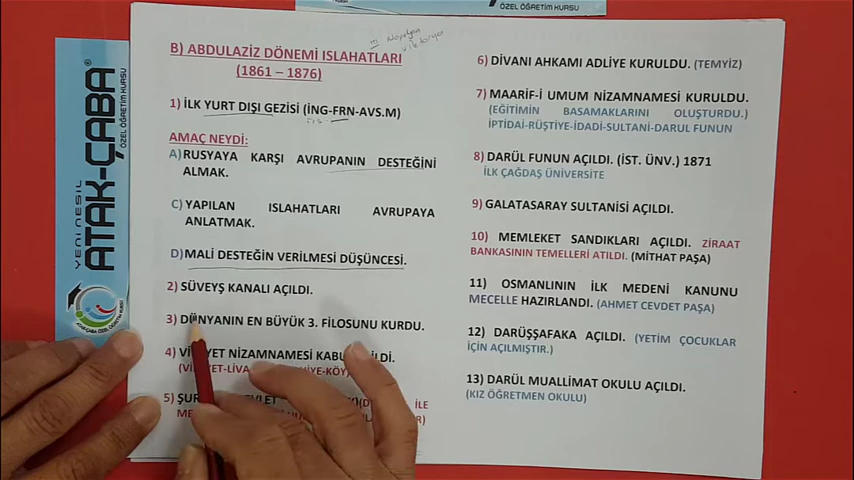 ÖZEL ÖĞRETİM KURSU
YENİ NESİL
ATAK-ÇABA
ÖZEL ÖĞRETİM KURSU
B) ABDULAZİZ DÖNEMİ ISLAHATLARI
(1861 – 1876)
1) İLK YURT DIŞI GEZİSİ (İNG-FRN-AVS.M)
AMAÇ NEYDİ:
A) RUSYAYA KARŞI AVRUPANIN DESTEĞİNİ
ALMAK.
C) YAPILAN ISLAHATLARI AVRUPAYA
ANLATMAK.
D) MALİ DESTEĞİN VERİLMESİ DÜŞÜNCESİ.
2) SÜVEYŞ KANALI AÇILDI.
3) DÜNYANIN EN BÜYÜK 3. FİLOSUNU KURDU.
4) NİZAMNAMESİ
5)
İLE
6) DİVANI AHKAMI ADLİYE KURULDU. (TEMYİZ)
7) MAARİF-İ UMUM NİZAMNAMESİ KURULDU.
(EĞİTİMİN BASAMAKLARINI OLUŞTURDU.)
İPTİDAİ-RÜŞTİYE-İDADİ-SULTANİ-DARUL FUNUN
8) DARÜL FUNUN AÇILDI. (İST. ÜNV.) 1871
İLK ÇAĞDAŞ ÜNİVERSİTE
9) GALATASARAY SULTANİSİ AÇILDI.
10) MEMLEKET SANDIKLARI AÇILDI. ZİRAAT
BANKASININ TEMELLERİ ATILDI. (MİTHAT PAŞA)
11) OSMANLININ İLK MEDENİ KANUNU
MECELLE HAZIRLANDI. (AHMET CEVDET PAŞA)
12) DARÜŞŞAFAKA AÇILDI. (YETİM ÇOCUKLAR
İÇİN AÇILMIŞTIR.)
13) DARÜL MUALLİMAT OKULU AÇILDI.
(KIZ ÖĞRETMEN OKULU)